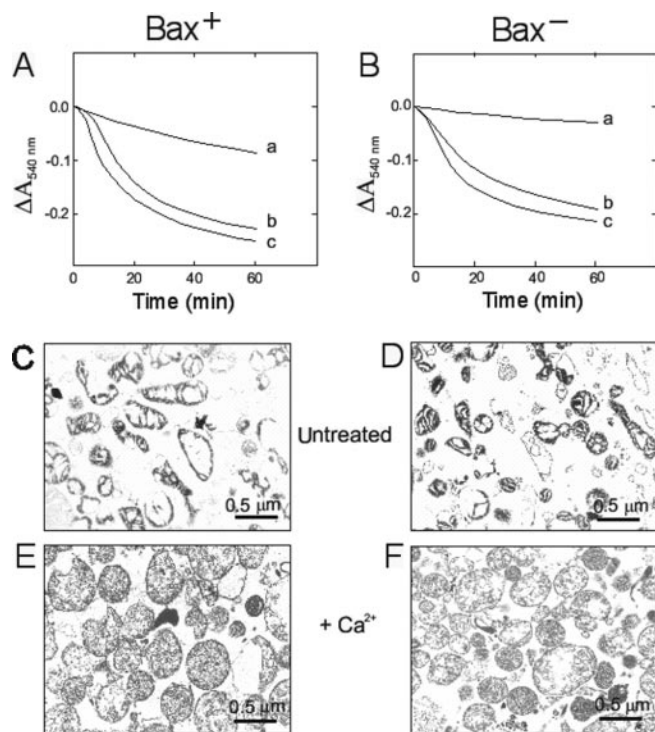 Bax⁺ Bax⁻
A B
0.0
-0.1
-0.2
ΔA₅₄₀ ₙₘ
a
b
c
0 20 40 60
Time (min)
0.0
-0.1
-0.2
ΔA₅₄₀ ₙₘ
a
b
c
0 20 40 60
Time (min)
C
0.5 µm
Untreated
D
0.5 µm
E
0.5 µm
+ Ca²⁺
F
0.5 µm